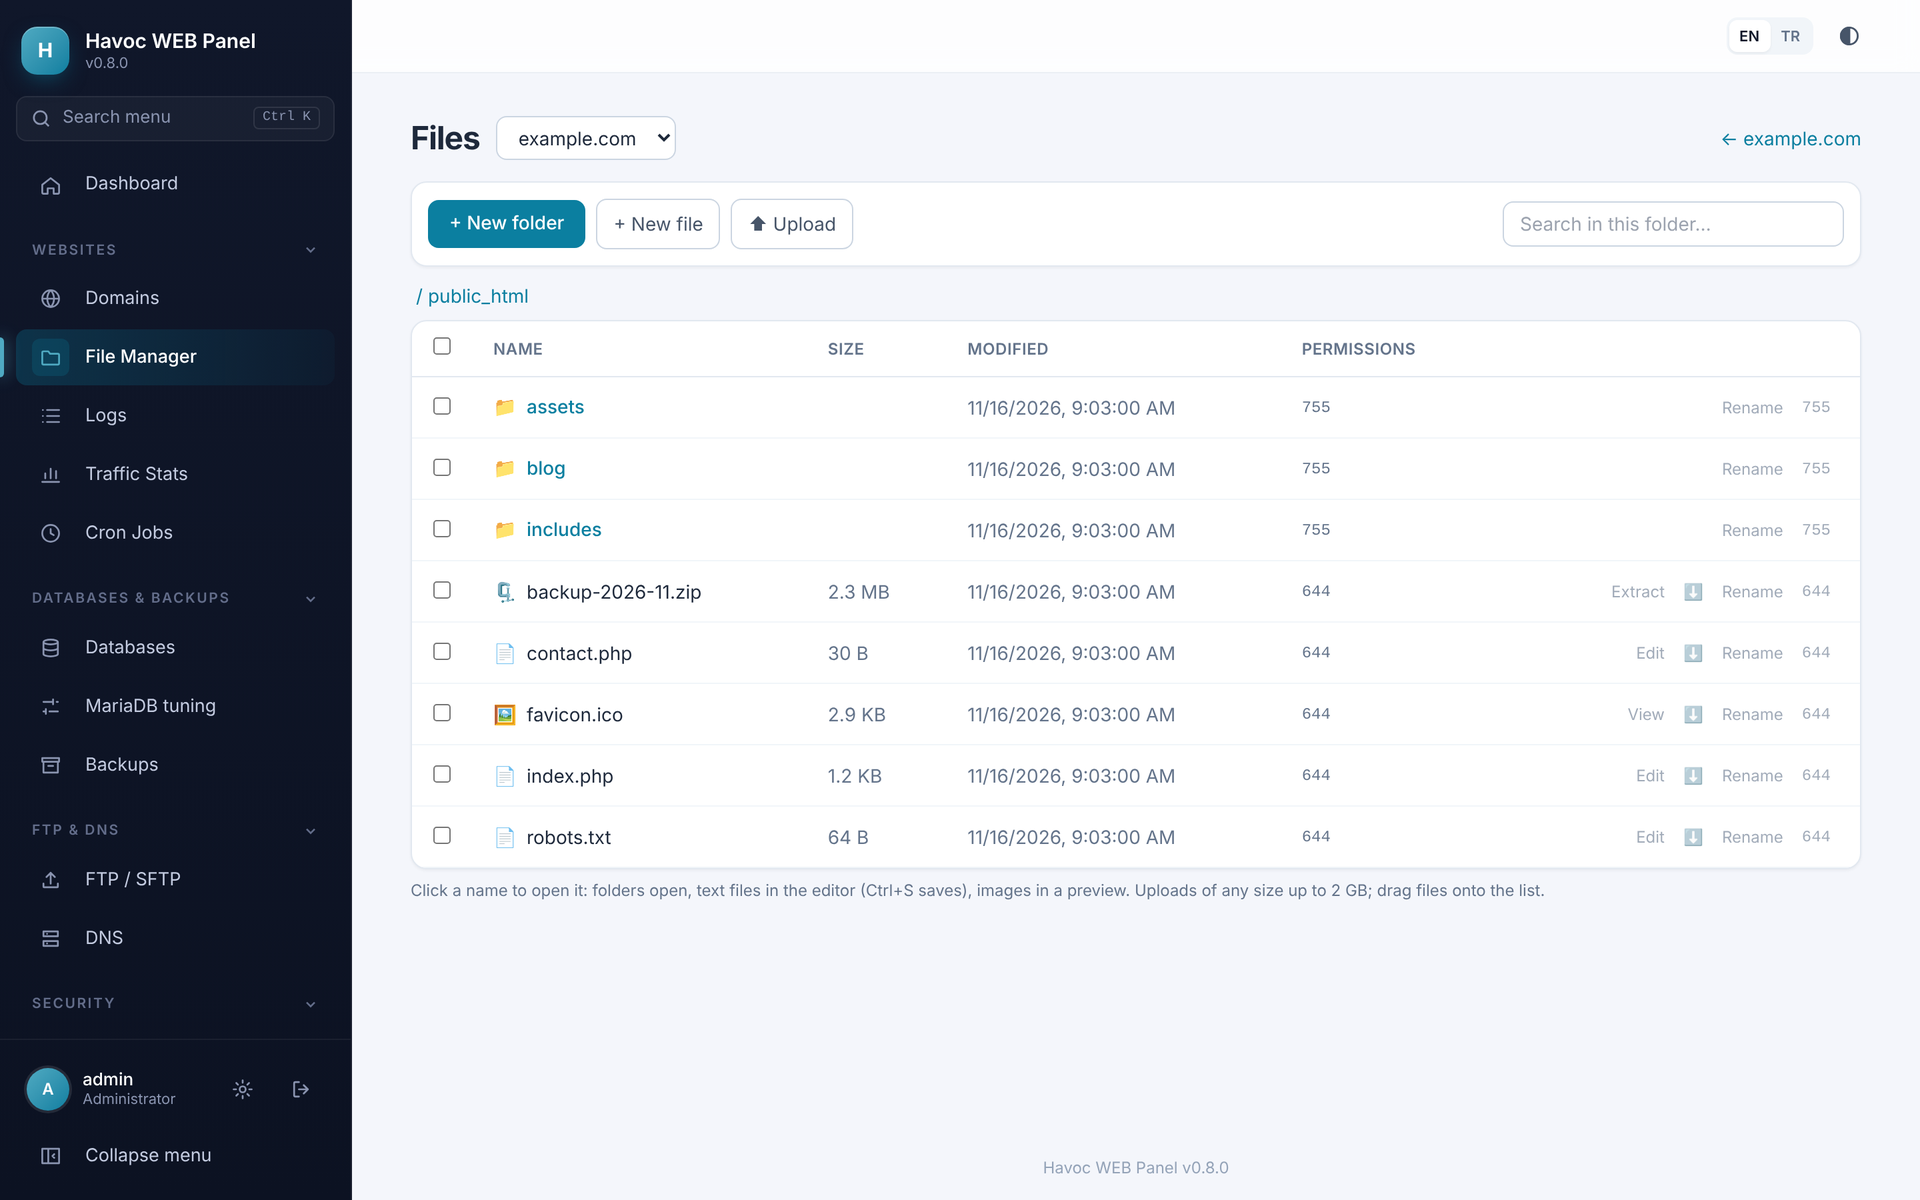 H
Havoc WEB Panel
v0.8.0
Search menu
Ctrl K
Dashboard
WEBSITES
Domains
File Manager
Logs
Traffic Stats
Cron Jobs
DATABASES & BACKUPS
Databases
MariaDB tuning
Backups
FTP & DNS
FTP / SFTP
DNS
SECURITY
A
admin
Administrator
Collapse menu
EN TR
Files
example.com
← example.com
+ New folder
+ New file
Upload
Search in this folder...
/ public_html
NAME SIZE MODIFIED PERMISSIONS
assets 11/16/2026, 9:03:00 AM 755 Rename 755
blog 11/16/2026, 9:03:00 AM 755 Rename 755
includes 11/16/2026, 9:03:00 AM 755 Rename 755
backup-2026-11.zip 2.3 MB 11/16/2026, 9:03:00 AM 644 Extract Rename 644
contact.php 30 B 11/16/2026, 9:03:00 AM 644 Edit Rename 644
favicon.ico 2.9 KB 11/16/2026, 9:03:00 AM 644 View Rename 644
index.php 1.2 KB 11/16/2026, 9:03:00 AM 644 Edit Rename 644
robots.txt 64 B 11/16/2026, 9:03:00 AM 644 Edit Rename 644
Click a name to open it: folders open, text files in the editor (Ctrl+S saves), images in a preview. Uploads of any size up to 2 GB; drag files onto the list.
Havoc WEB Panel v0.8.0